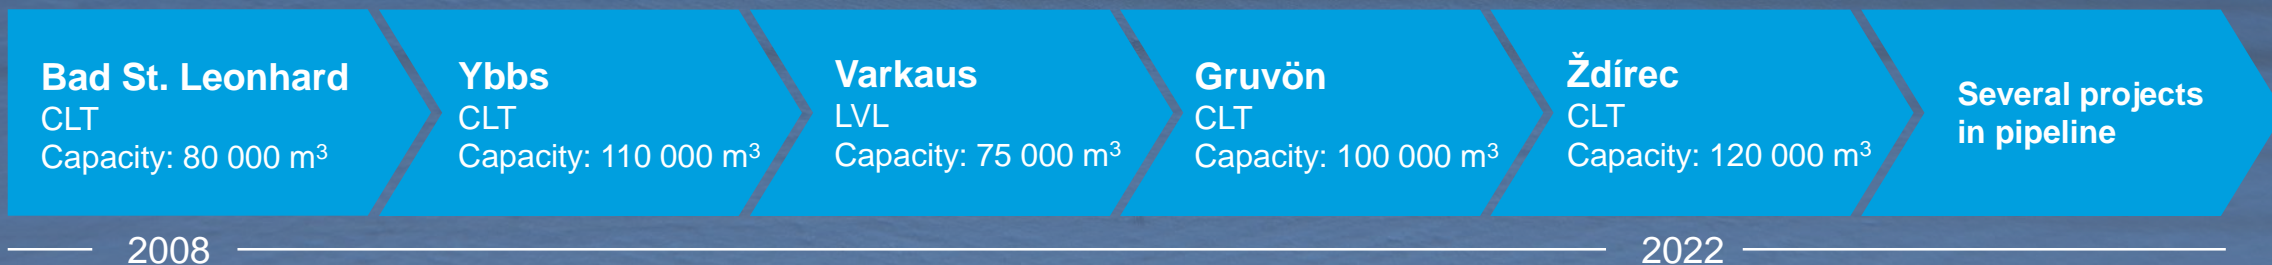 Bad St. Leonhard
CLT
Capacity: 80 000 m³
Ybbs
CLT
Capacity: 110 000 m³
Varkaus
LVL
Capacity: 75 000 m³
Gruvön
CLT
Capacity: 100 000 m³
Ždírec
CLT
Capacity: 120 000 m³
Several projects
in pipeline
2008
2022